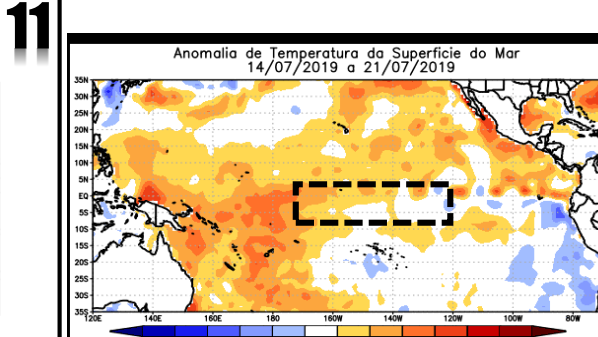 11
Anomalia de Temperatura da Superfície do Mar
14/07/2019 a 21/07/2019
35N
30N
25N
20N
15N
10N
5N
EQ
5S
10S
15S
20S
25S
30S
35S
120E 140E 160E 180 160W 140W 120W 100W 80W